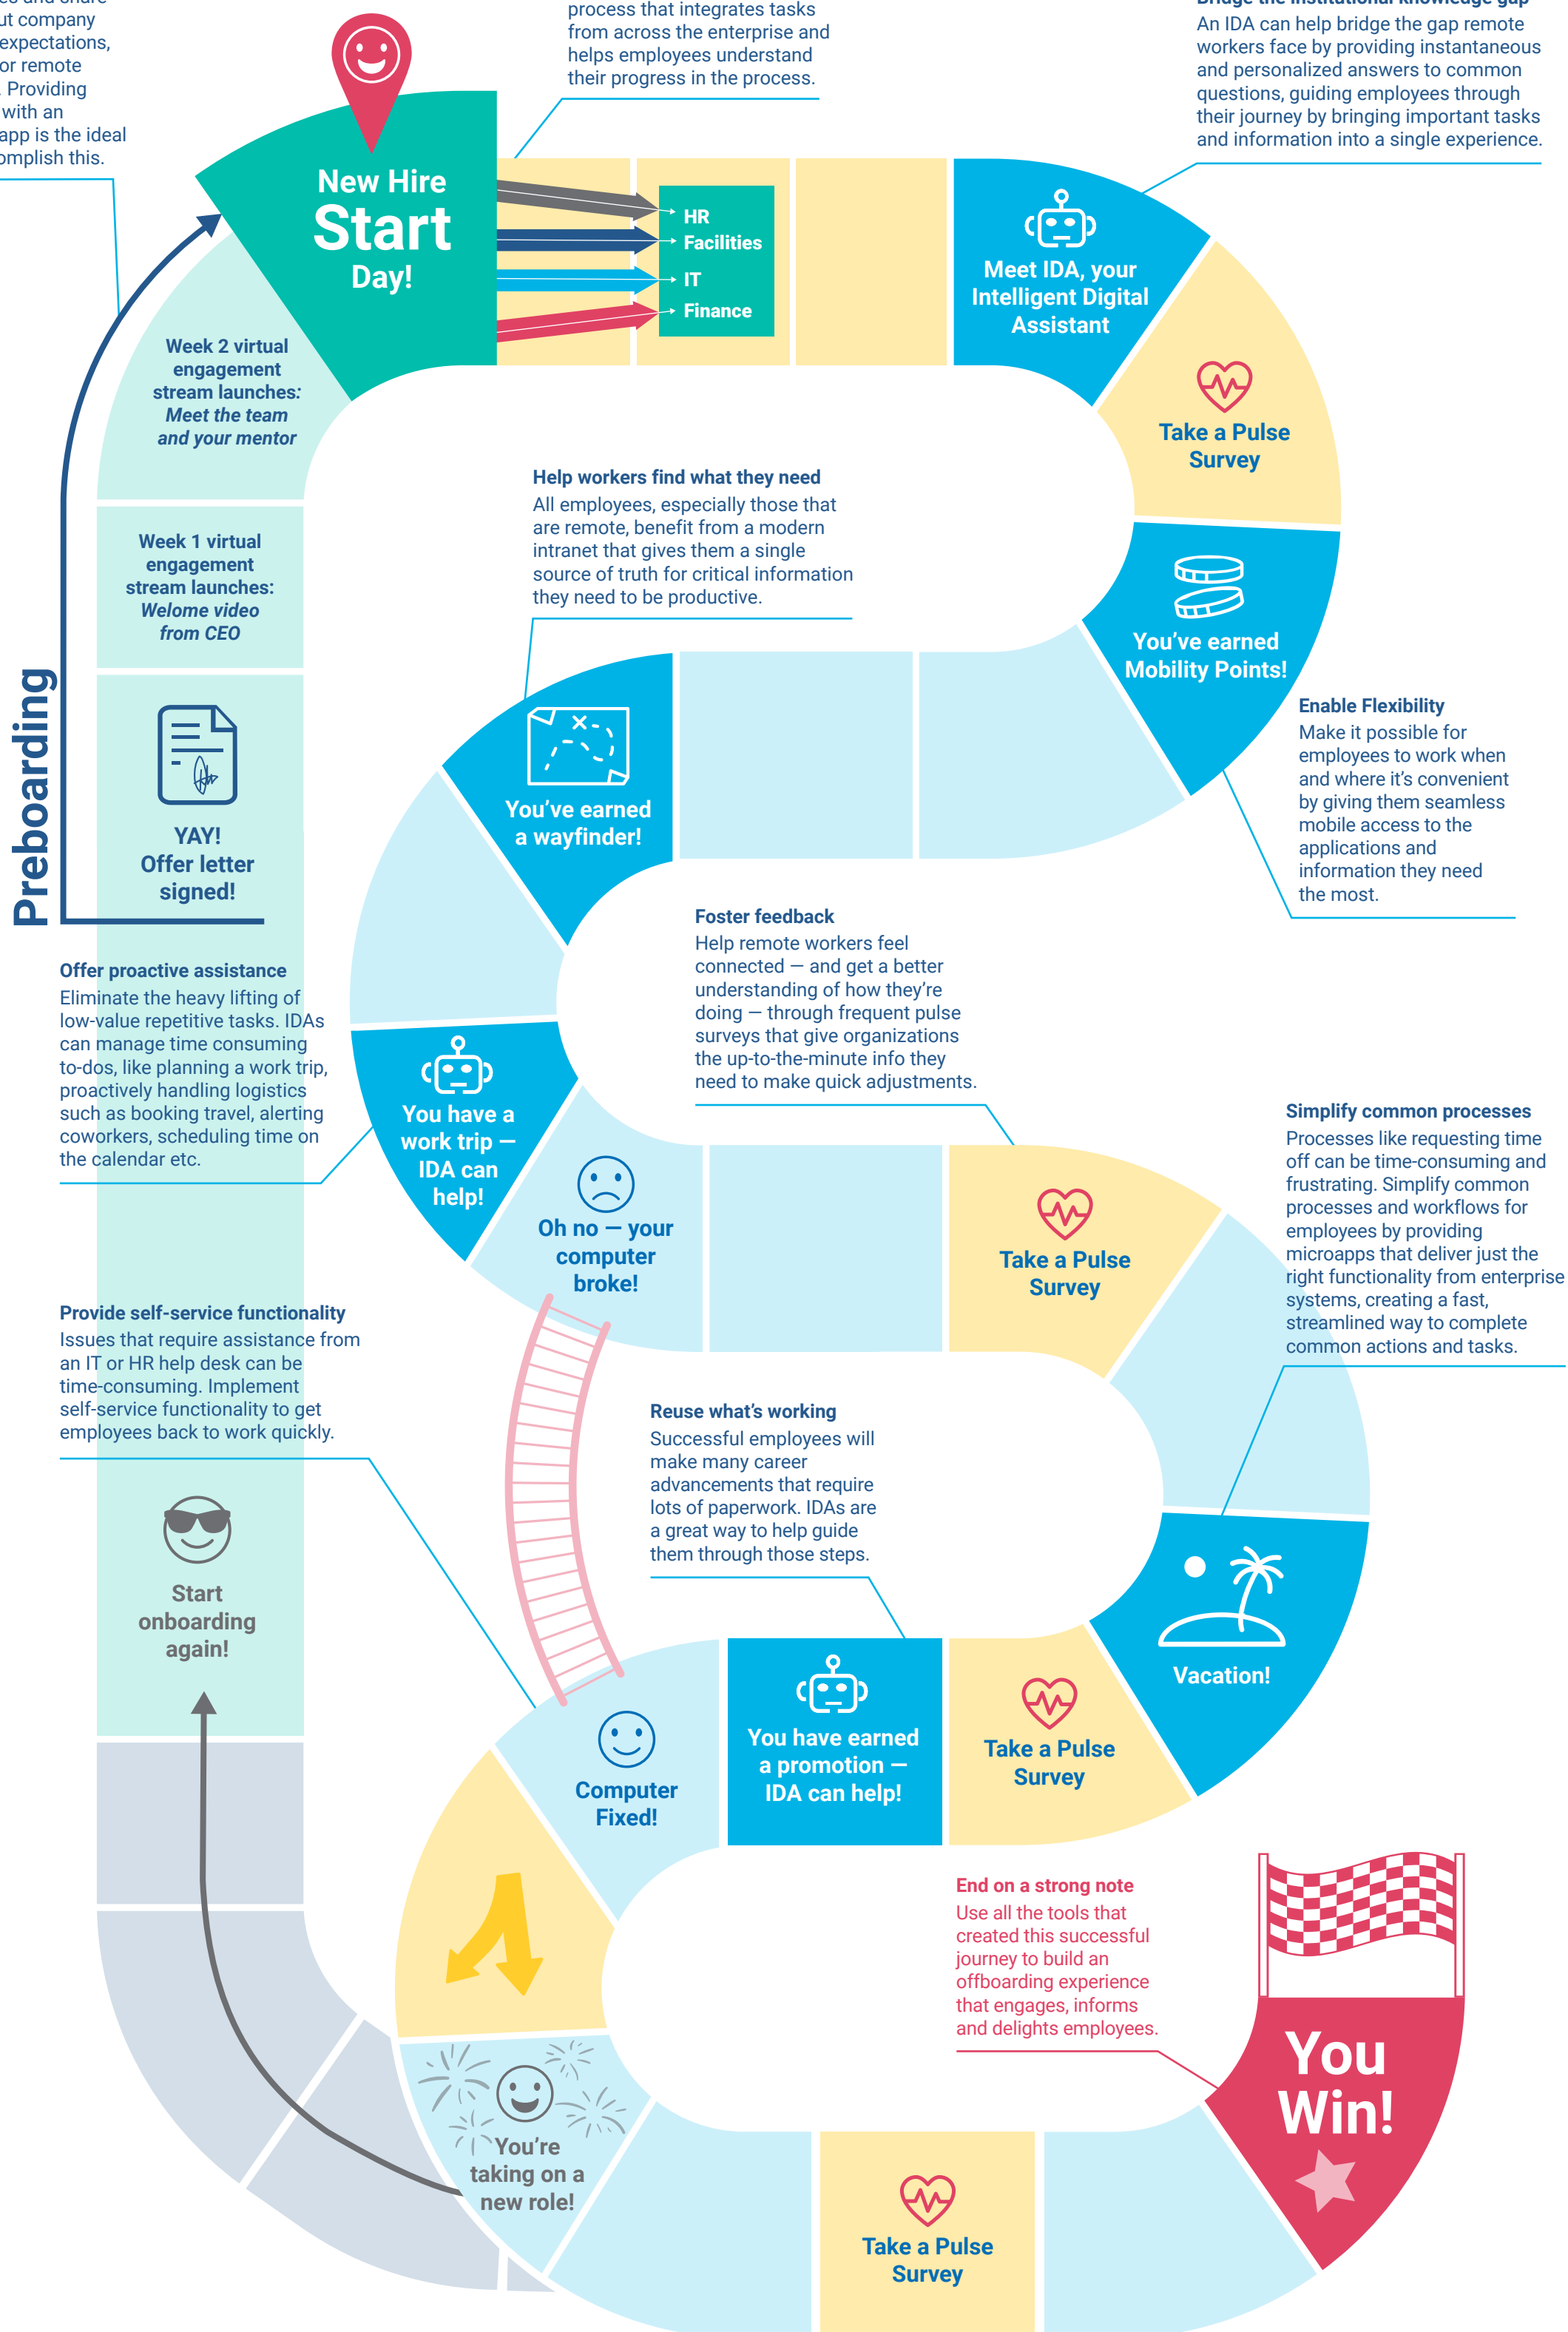 es and share
ut company
expectations,
or remote
. Providing
with an
app is the ideal
omplish this.
process that integrates tasks
from across the enterprise and
helps employees understand
their progress in the process.
Bridge the institutional knowledge gap
An IDA can help bridge the gap remote
workers face by providing instantaneous
and personalized answers to common
questions, guiding employees through
their journey by bringing important tasks
and information into a single experience.
New Hire
Start
Day!
HR
Facilities
IT
Finance
Meet IDA, your
Intelligent Digital
Assistant
Take a Pulse
Survey
Week 2 virtual
engagement
stream launches:
Meet the team
and your mentor
Week 1 virtual
engagement
stream launches:
Welome video
from CEO
Preboarding
YAY!
Offer letter
signed!
Help workers find what they need
All employees, especially those that
are remote, benefit from a modern
intranet that gives them a single
source of truth for critical information
they need to be productive.
You’ve earned
Mobility Points!
Enable Flexibility
Make it possible for
employees to work when
and where it’s convenient
by giving them seamless
mobile access to the
applications and
information they need
the most.
You’ve earned
a wayfinder!
Foster feedback
Help remote workers feel
connected — and get a better
understanding of how they’re
doing — through frequent pulse
surveys that give organizations
the up-to-the-minute info they
need to make quick adjustments.
Offer proactive assistance
Eliminate the heavy lifting of
low-value repetitive tasks. IDAs
can manage time consuming
to-dos, like planning a work trip,
proactively handling logistics
such as booking travel, alerting
coworkers, scheduling time on
the calendar etc.
You have a
work trip —
IDA can
help!
Oh no — your
computer
broke!
Take a Pulse
Survey
Simplify common processes
Processes like requesting time
off can be time-consuming and
frustrating. Simplify common
processes and workflows for
employees by providing
microapps that deliver just the
right functionality from enterprise
systems, creating a fast,
streamlined way to complete
common actions and tasks.
Provide self-service functionality
Issues that require assistance from
an IT or HR help desk can be
time-consuming. Implement
self-service functionality to get
employees back to work quickly.
Reuse what’s working
Successful employees will
make many career
advancements that require
lots of paperwork. IDAs are
a great way to help guide
them through those steps.
Start
onboarding
again!
Vacation!
Computer
Fixed!
You have earned
a promotion —
IDA can help!
Take a Pulse
Survey
End on a strong note
Use all the tools that
created this successful
journey to build an
offboarding experience
that engages, informs
and delights employees.
You
Win!
You’re
taking on a
new role!
Take a Pulse
Survey